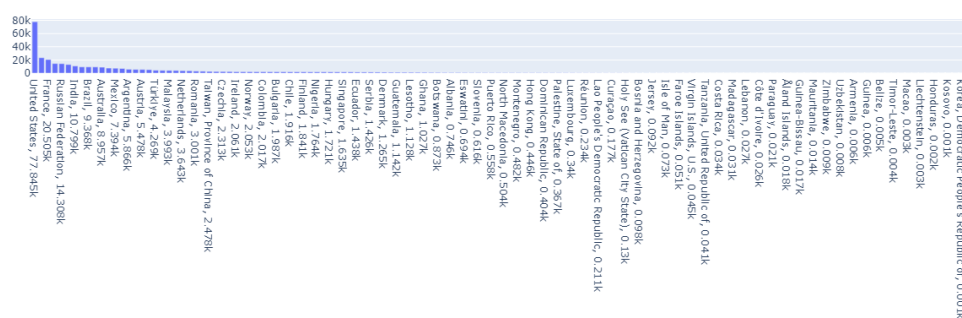 80k
60k
40k
20k
0
United States, 77.845k
France, 20.505k
Russian Federation, 14.308k
India, 10.799k
Brazil, 9.368k
Australia, 8.957k
Mexico, 7.394k
Argentina, 5.866k
Austria, 5.478k
Türkiye, 4.29k
Malaysia, 3.993k
Netherlands, 3.643k
Romania, 3.001k
Taiwan, Province of China, 2.478k
Czechia, 2.313k
Ireland, 2.061k
Norway, 2.053k
Colombia, 2.017k
Bulgaria, 1.987k
Chile, 1.916k
Finland, 1.841k
Nigeria, 1.764k
Hungary, 1.721k
Singapore, 1.635k
Ecuador, 1.438k
Serbia, 1.426k
Denmark, 1.265k
Guatemala, 1.142k
Lesotho, 1.128k
Ghana, 1.027k
Botswana, 0.873k
Albania, 0.746k
Eswatini, 0.694k
Slovenia, 0.616k
Puerto Rico, 0.558k
North Macedonia, 0.504k
Montenegro, 0.482k
Hong Kong, 0.446k
Dominican Republic, 0.404k
Palestine, State of, 0.367k
Luxembourg, 0.34k
Réunion, 0.234k
Lao People's Democratic Republic, 0.211k
Curaçao, 0.177k
Holy See (Vatican City State), 0.13k
Bosnia and Herzegovina, 0.098k
Jersey, 0.092k
Isle of Man, 0.073k
Faroe Islands, 0.051k
Virgin Islands, U.S., 0.045k
Tanzania, United Republic of, 0.041k
Costa Rica, 0.034k
Madagascar, 0.031k
Lebanon, 0.027k
Côte d'Ivoire, 0.026k
Paraguay, 0.021k
Åland Islands, 0.018k
Guinea-Bissau, 0.017k
Mauritania, 0.014k
Zimbabwe, 0.009k
Uzbekistan, 0.008k
Armenia, 0.006k
Guinea, 0.006k
Belize, 0.005k
Timor-Leste, 0.004k
Macao, 0.003k
Liechtenstein, 0.003k
Honduras, 0.002k
Kosovo, 0.001k
Korea, Democratic People's Republic of, 0.001k